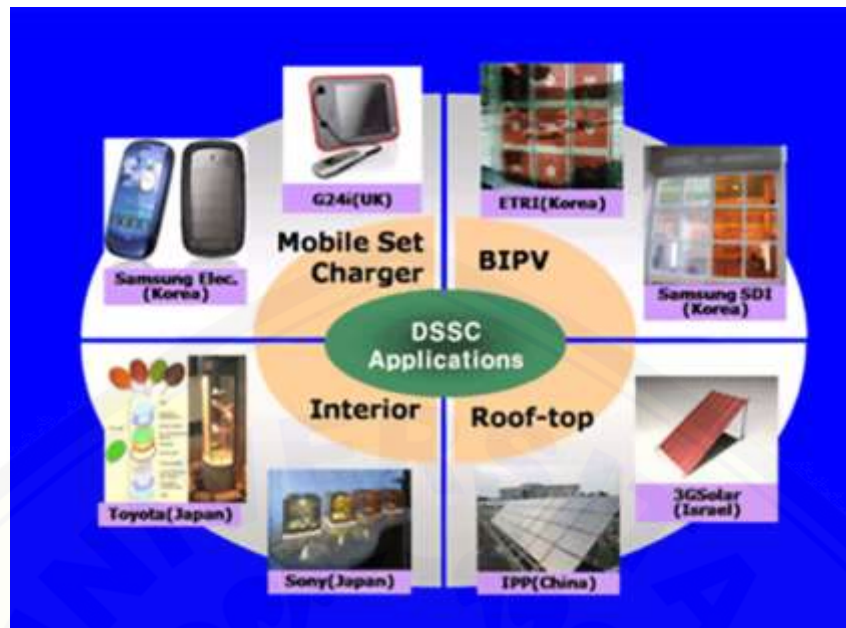 G24i(UK)
ETRI(Korea)
Samsung Elec.
(Korea)
Mobile Set
Charger
BIPV
Samsung SDI
(Korea)
DSSC
Applications
Interior
Roof-top
Toyota(Japan)
3GSolar
(Israel)
Sony(Japan)
IPP(China)